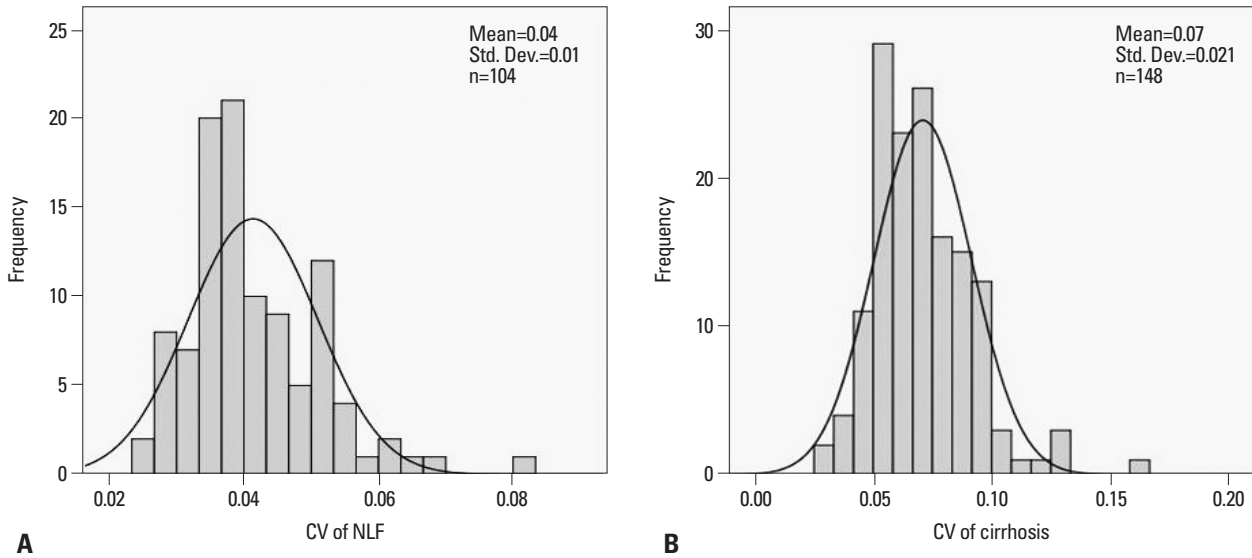 25
20
15
10
5
0
Frequency
Mean=0.04
Std. Dev.=0.01
n=104
0.02 0.04 0.06 0.08
CV of NLF
A
30
20
10
0
Frequency
Mean=0.07
Std. Dev.=0.021
n=148
0.00 0.05 0.10 0.15 0.20
CV of cirrhosis
B